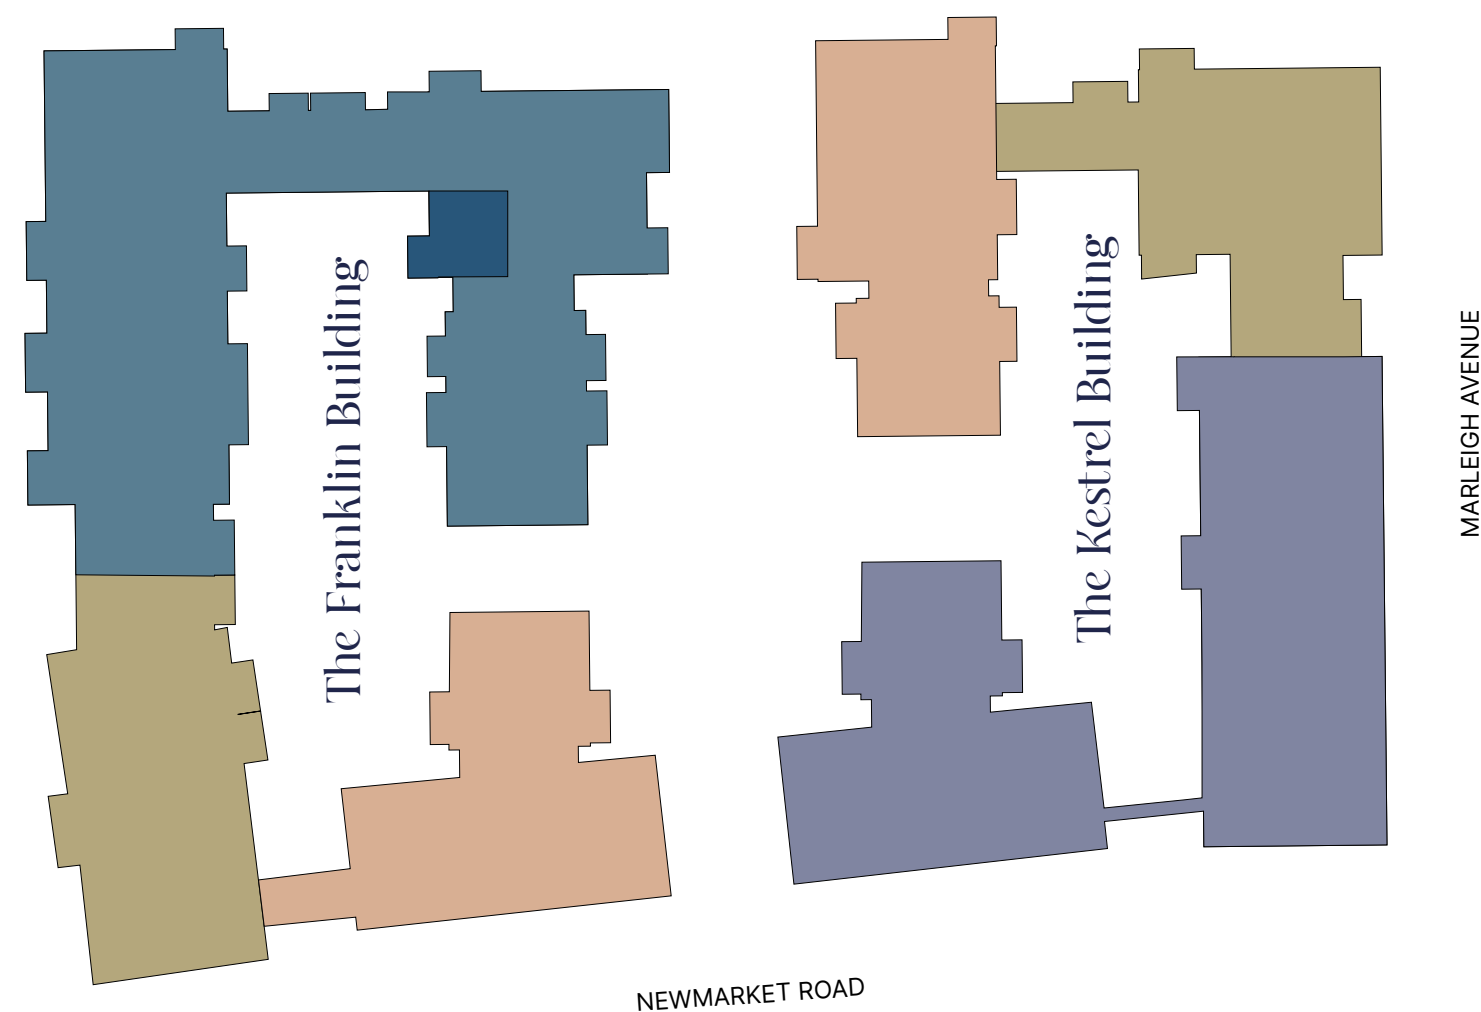 The Franklin Building
The Kestrel Building
MARLEIGH AVENUE
NEWMARKET ROAD